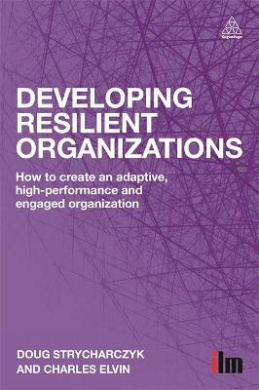 DEVELOPING
RESILIENT
ORGANIZATIONS
How to create an adaptive,
high-performance and
engaged organization
DOUG STRYCHARCZYK
AND CHARLES ELVIN
ilm